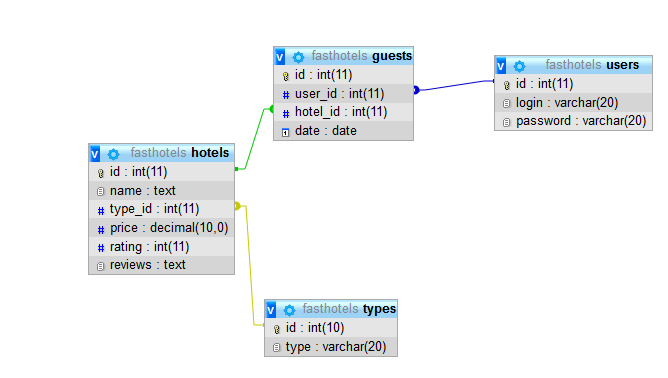 fasthotels guests
id : int(11)
user_id : int(11)
hotel_id : int(11)
date : date
fasthotels users
id : int(11)
login : varchar(20)
password : varchar(20)
fasthotels hotels
id : int(11)
name : text
type_id : int(11)
price : decimal(10,0)
rating : int(11)
reviews : text
fasthotels types
id : int(10)
type : varchar(20)